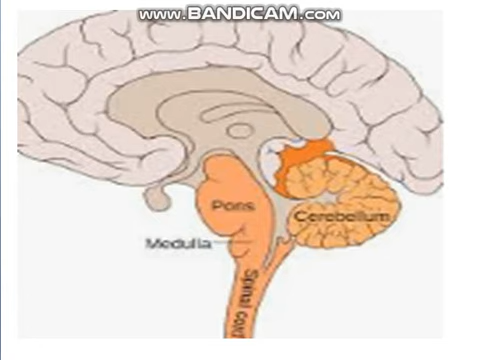 www.BANDICAM.com
Pons
Cerebellum
Medulla
Spinal cord